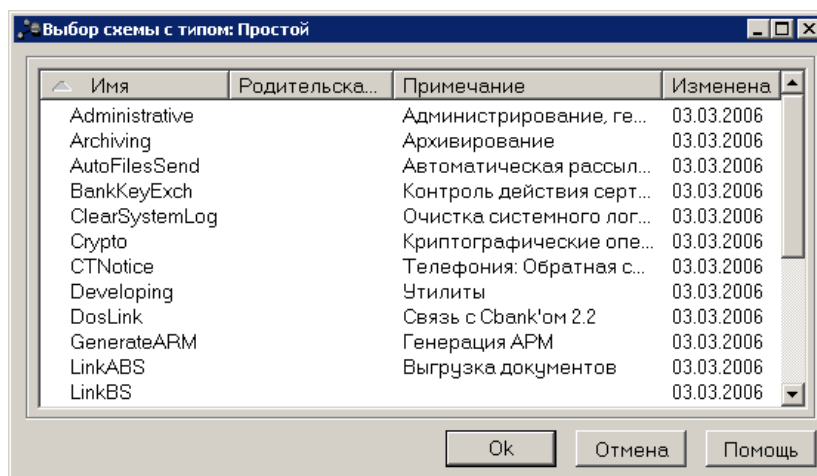 Выбор схемы с типом: Простой
Имя Родительска... Примечание Изменена
Administrative Администрирование, ге... 03.03.2006
Archiving Архивирование 03.03.2006
AutoFilesSend Автоматическая рассыл... 03.03.2006
BankKeyExch Контроль действия серт... 03.03.2006
ClearSystemLog Очистка системного лог... 03.03.2006
Crypto Криптографические опе... 03.03.2006
CTNotice Телефония: Обратная с... 03.03.2006
Developing Утилиты 03.03.2006
DosLink Связь с Cbank'ом 2.2 03.03.2006
GenerateARM Генерация АРМ 03.03.2006
LinkABS Выгрузка документов 03.03.2006
LinkBS 03.03.2006
Ok Отмена Помощь